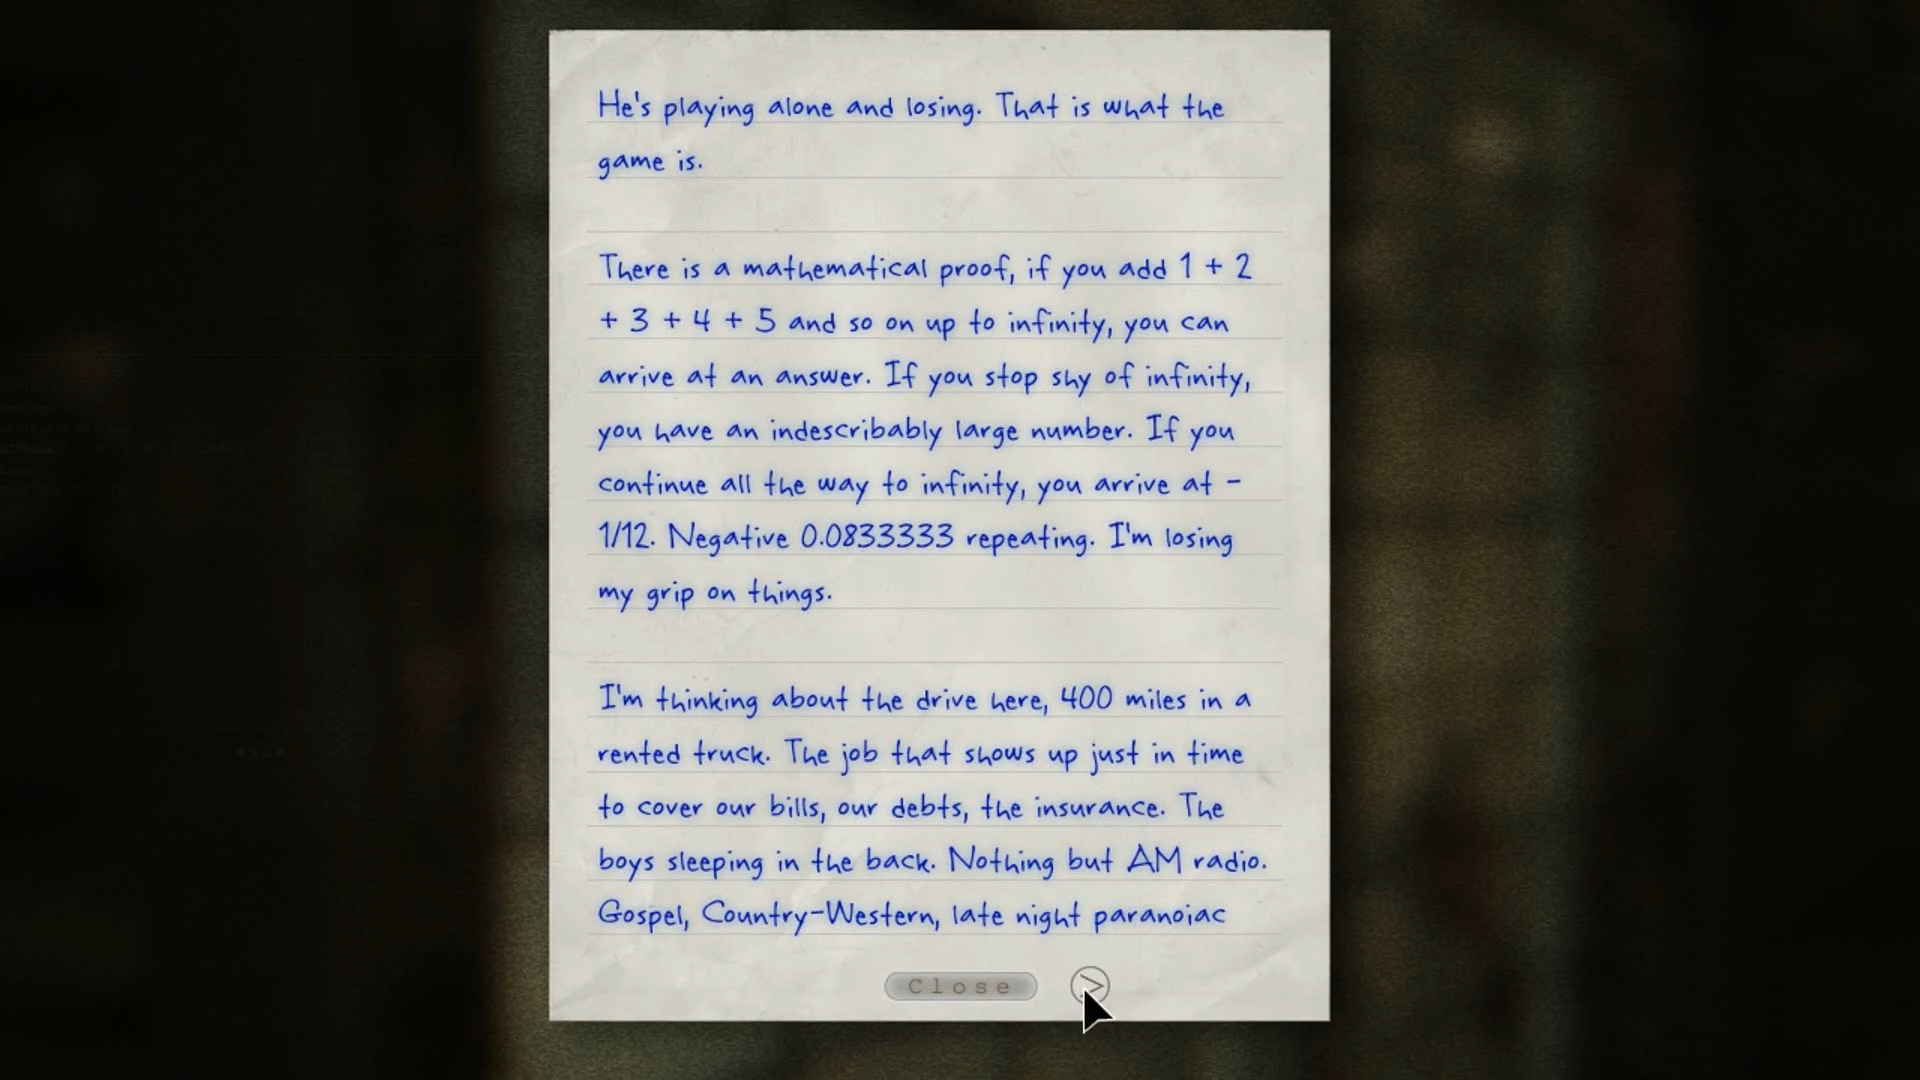 He's playing alone and losing. That is what the
game is.
There is a mathematical proof, if you add 1 + 2
+ 3 + 4 + 5 and so on up to infinity, you can
arrive at an answer. If you stop shy of infinity,
you have an indescribably large number. If you
continue all the way to infinity, you arrive at -
1/12. Negative 0.0833333 repeating. I'm losing
my grip on things.
I'm thinking about the drive here, 400 miles in a
rented truck. The job that shows up just in time
to cover our bills, our debts, the insurance. The
boys sleeping in the back. Nothing but AM radio.
Gospel, Country-Western, late night paranoiac
Close >